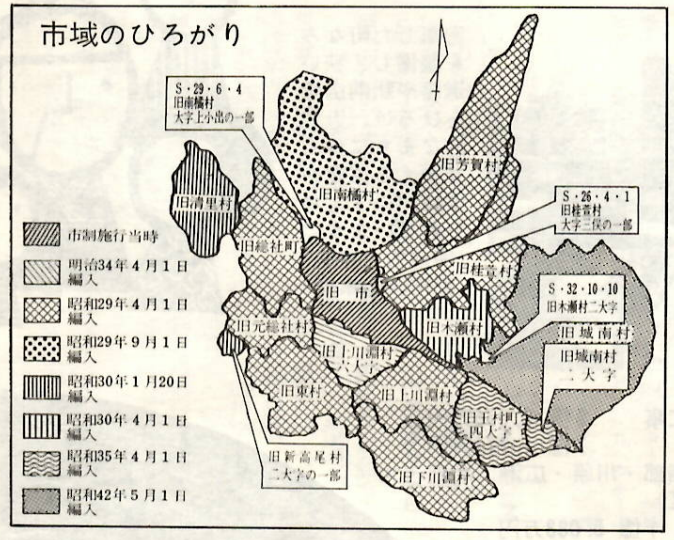 市域のひろがり
S・29・6・4
旧南橘村
大字上小出の一部
旧芳賀村
旧南橘村
旧清里村
S・26・4・1
旧桂萱村
大字三俣の一部
旧総社町
旧桂萱村
旧市
S・32・10・10
旧木瀬村二大字
旧木瀬村
旧城南村
旧城南村
二大字
旧元総社村
旧上川淵村
六大字
旧東村
旧上川淵村
旧玉村町
四大字
旧新高尾村
二大字の一部
旧下川淵村
市制施行当時
明治34年4月1日
編入
昭和29年4月1日
編入
昭和29年9月1日
編入
昭和30年1月20日
編入
昭和30年4月1日
編入
昭和35年4月1日
編入
昭和42年5月1日
編入